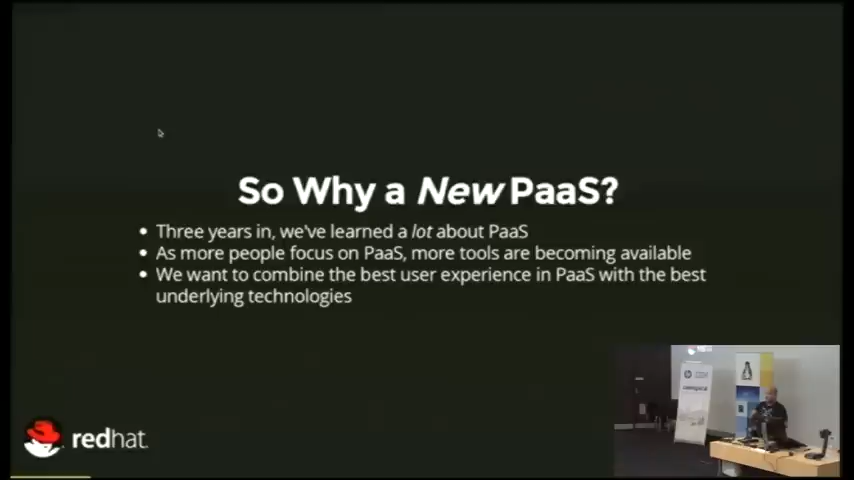 So Why a New PaaS?
Three years in, we've learned a lot about PaaS
As more people focus on PaaS, more tools are becoming available
We want to combine the best user experience in PaaS with the best
underlying technologies
redhat.